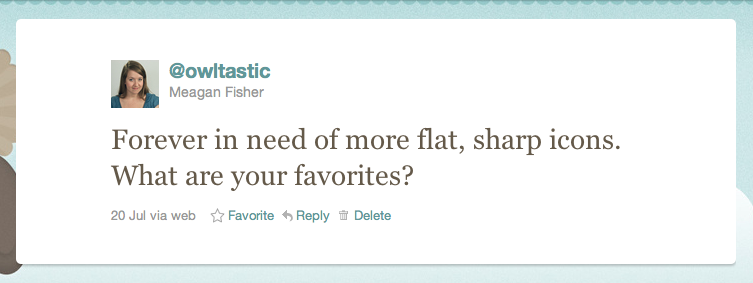 @owltastic
Meagan Fisher
Forever in need of more flat, sharp icons.
What are your favorites?
20 Jul via web Favorite Reply Delete